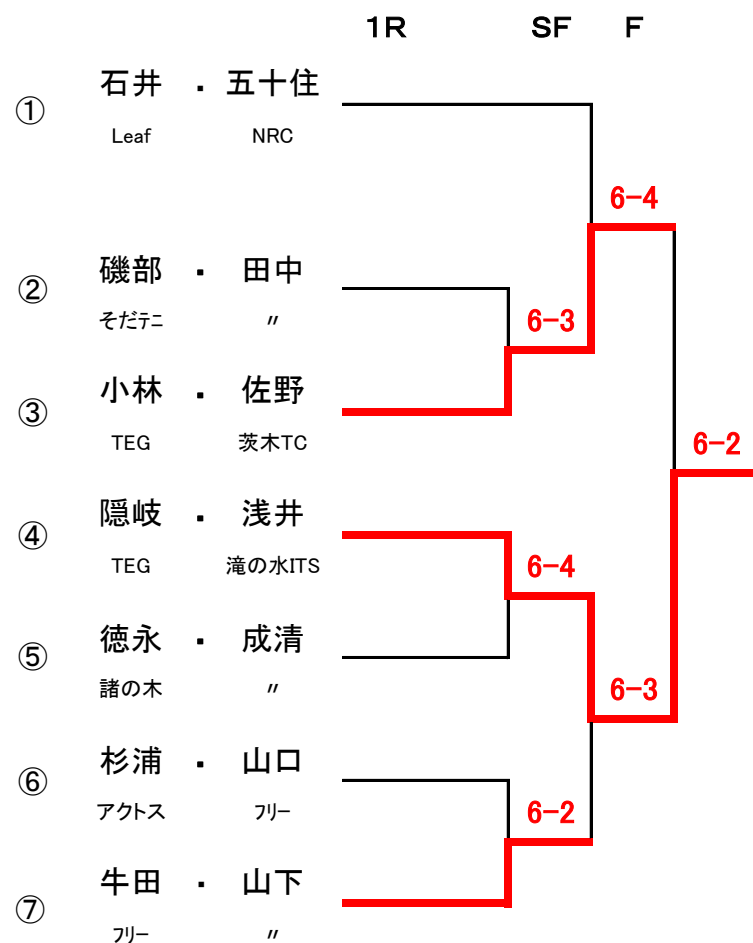 1R SF F
① 石井 ・ 五十住
Leaf NRC
6-4
② 磯部 ・ 田中
そだテニ 〃
6-3
③ 小林 ・ 佐野
TEG 茨木TC
6-2
④ 隠岐 ・ 浅井
TEG 滝の水ITS
6-4
⑤ 徳永 ・ 成清
諸の木 〃
6-3
⑥ 杉浦 ・ 山口
アクトス フリー
6-2
⑦ 牛田 ・ 山下
フリー 〃